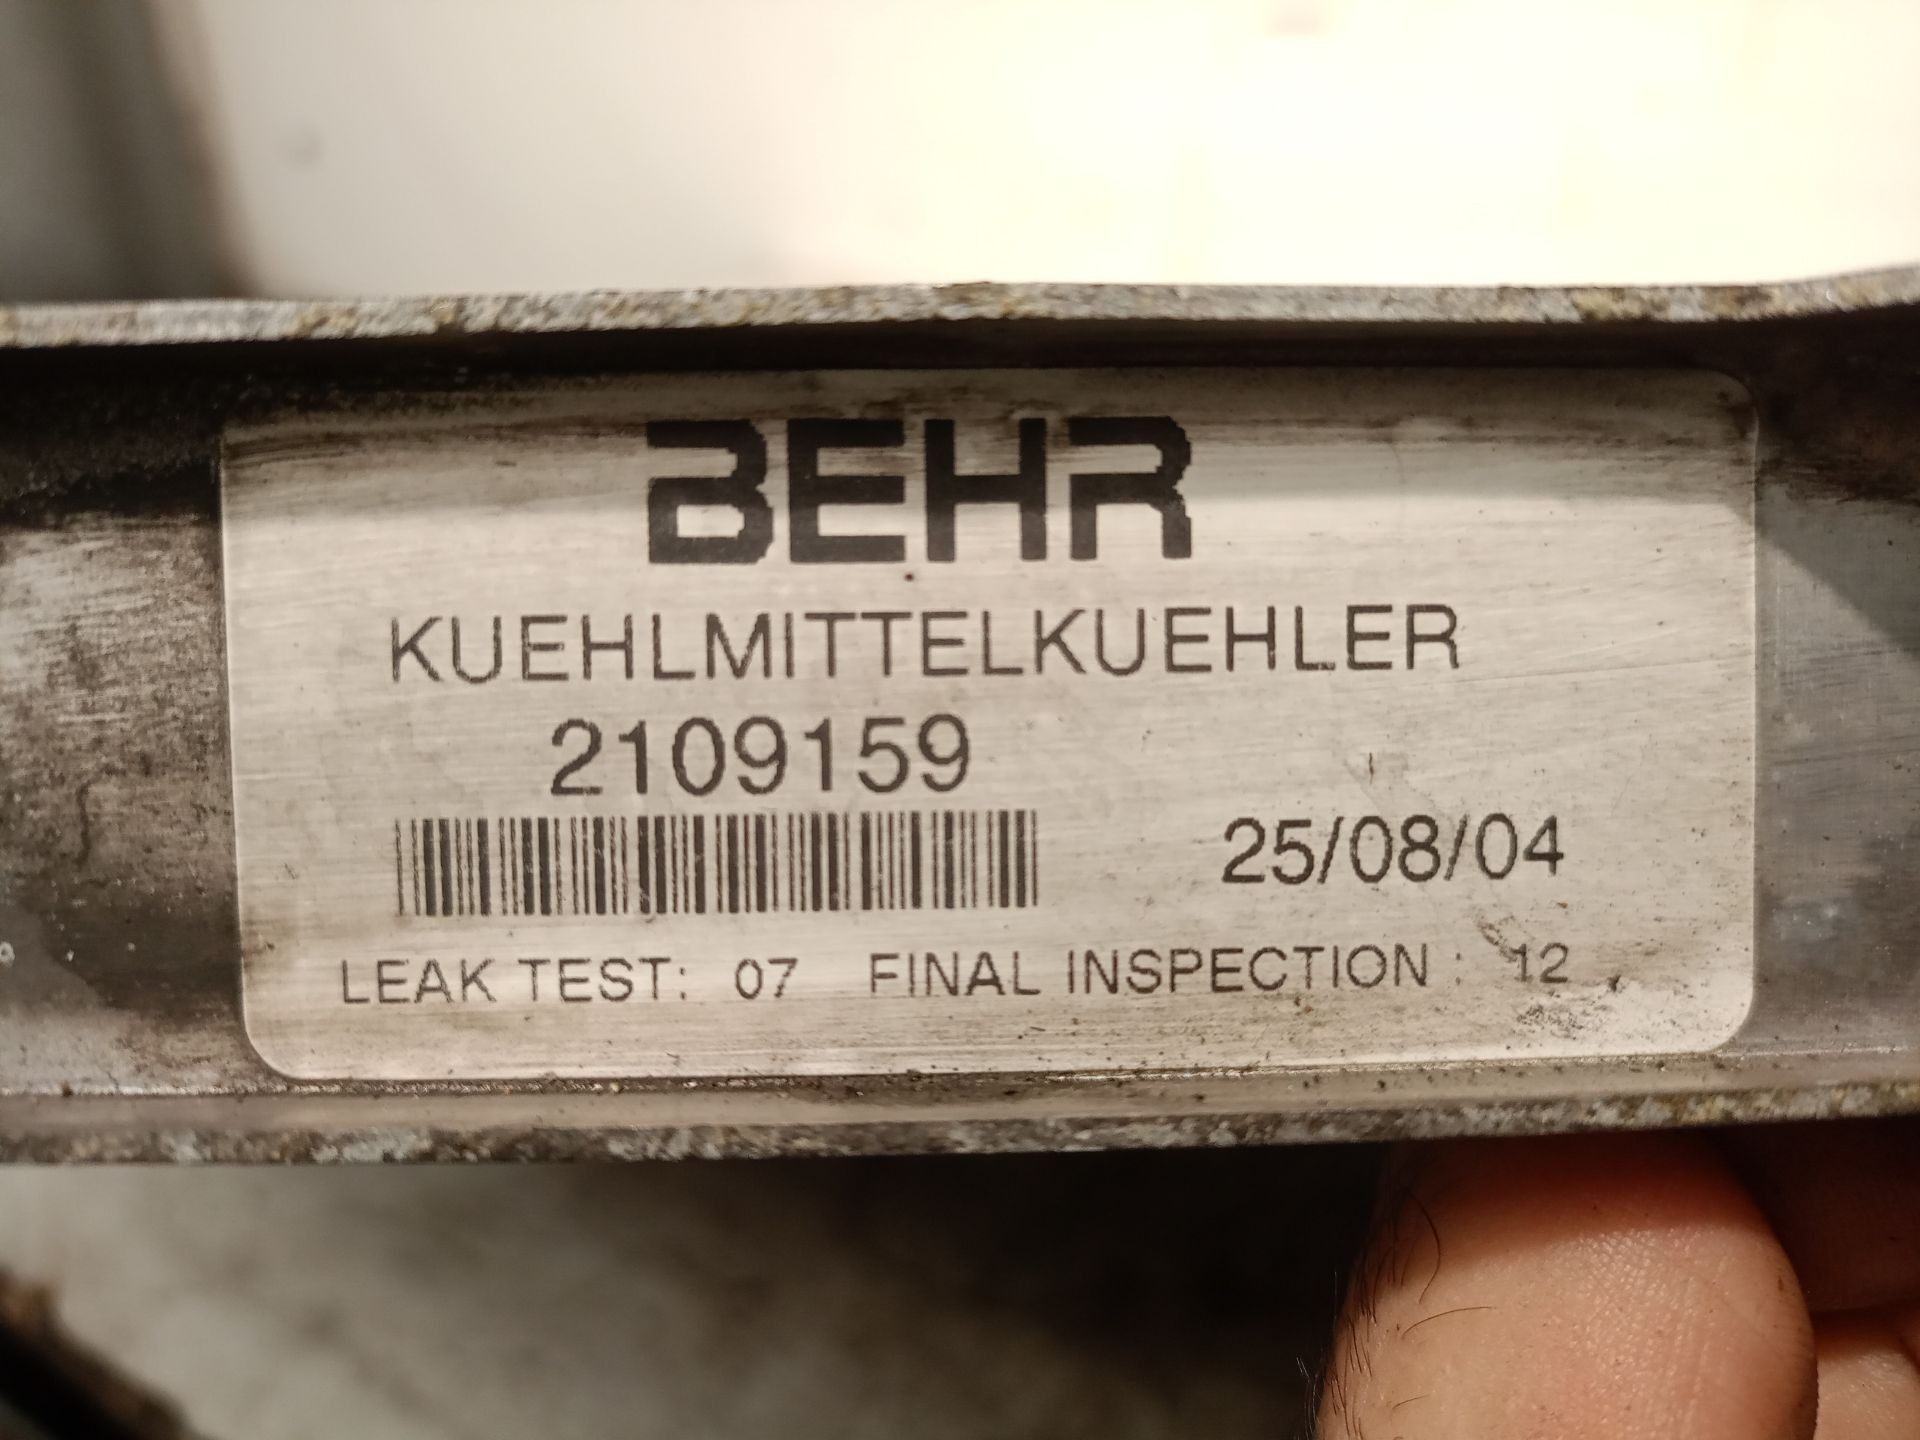 BEHR
KUEHLMITTELKUEHLER
2109159
25/08/04
LEAK TEST: 07 FINAL INSPECTION : 12